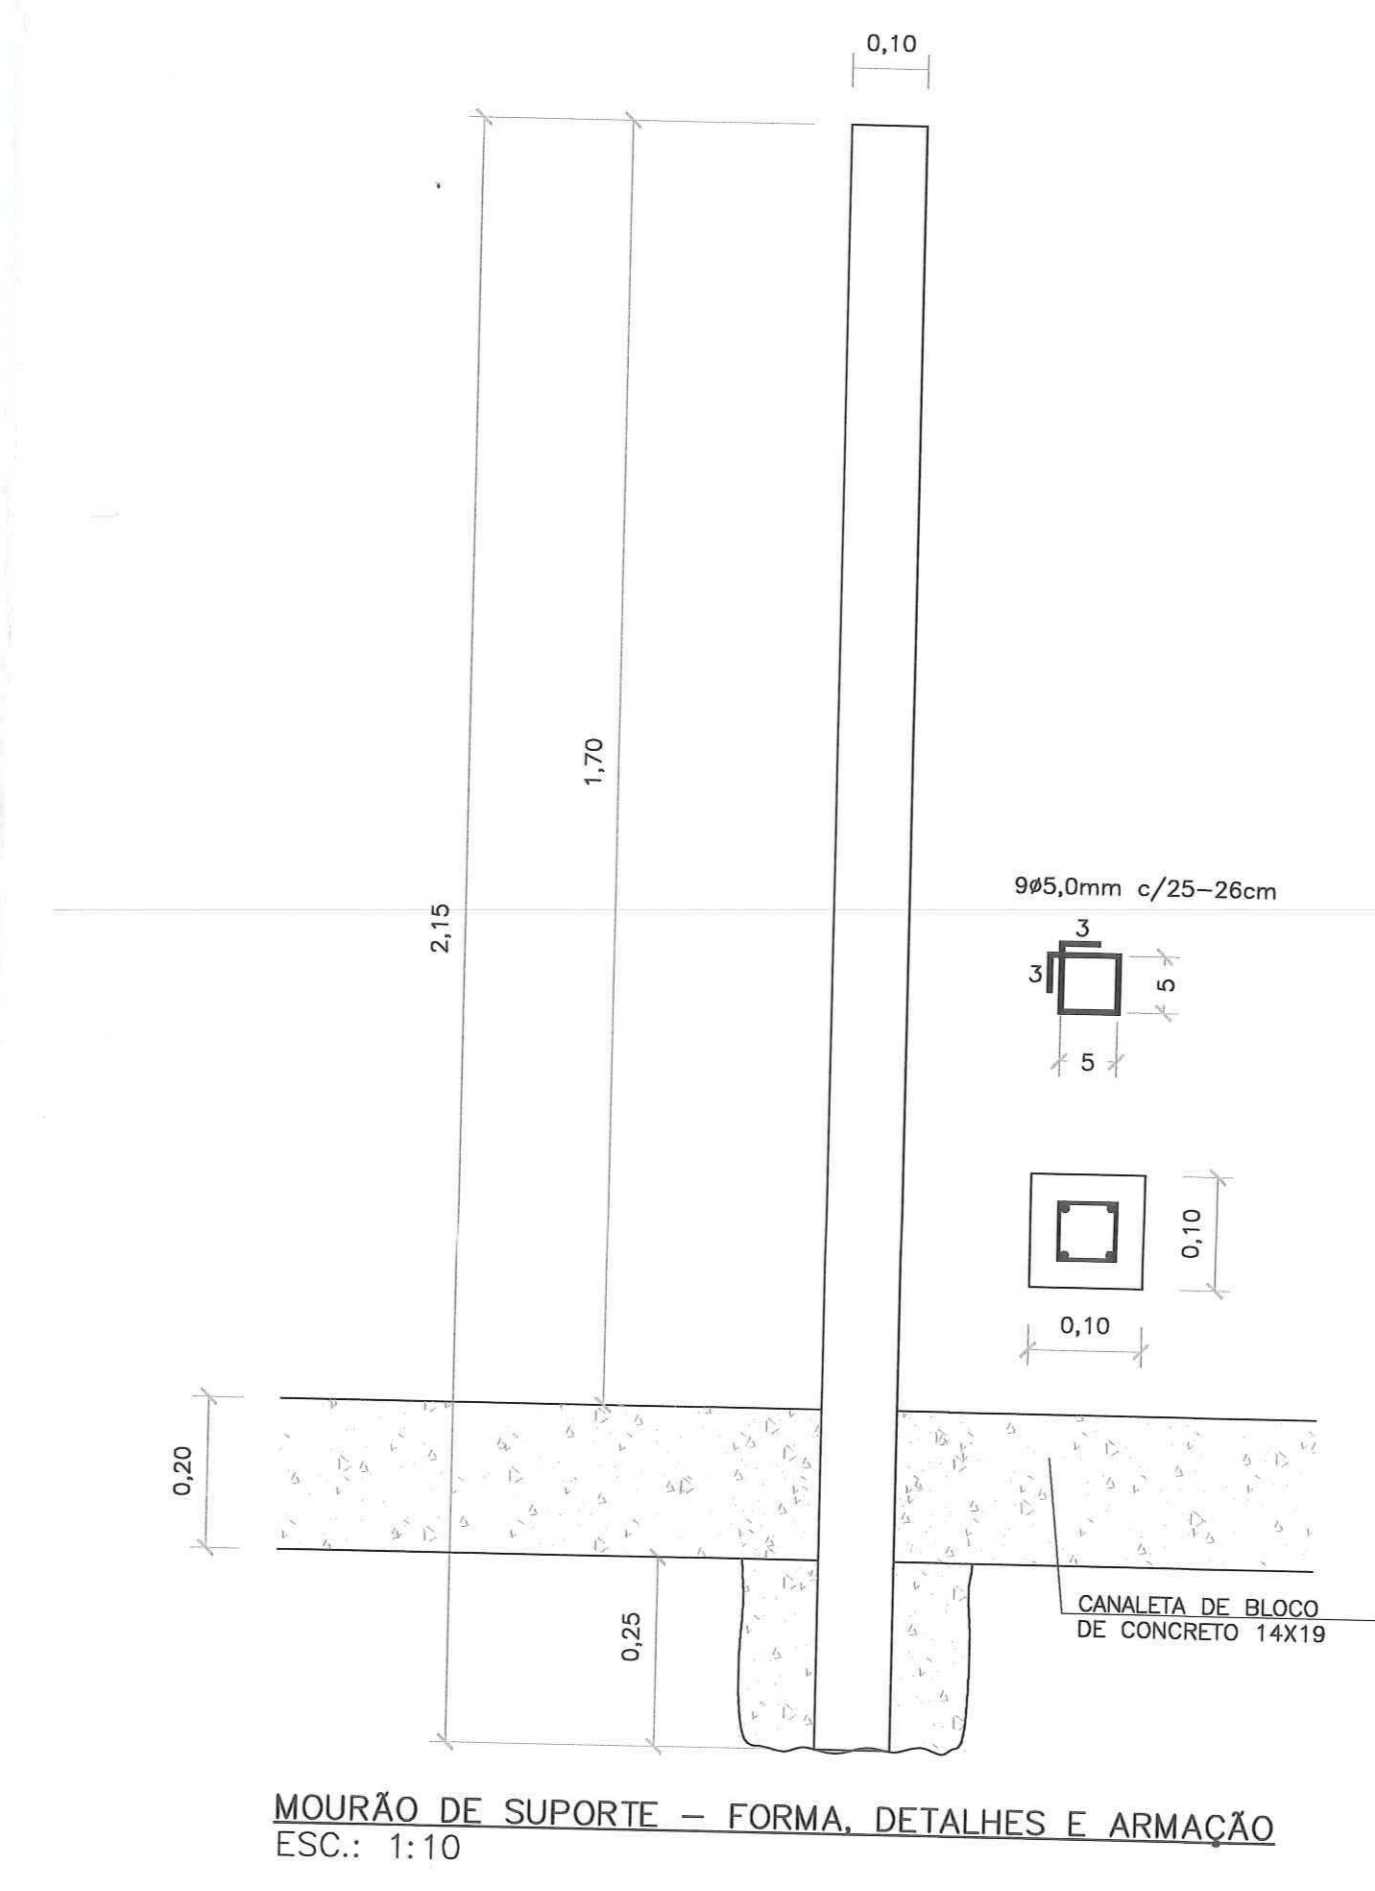 0,10
1,70
2,15
9ø5,0mm c/25-26cm
3
3
5
5
0,10
0,10
0,20
0,25
CANALETA DE BLOCO
DE CONCRETO 14X19
MOURÃO DE SUPORTE – FORMA, DETALHES E ARMAÇÃO
ESC.: 1:10